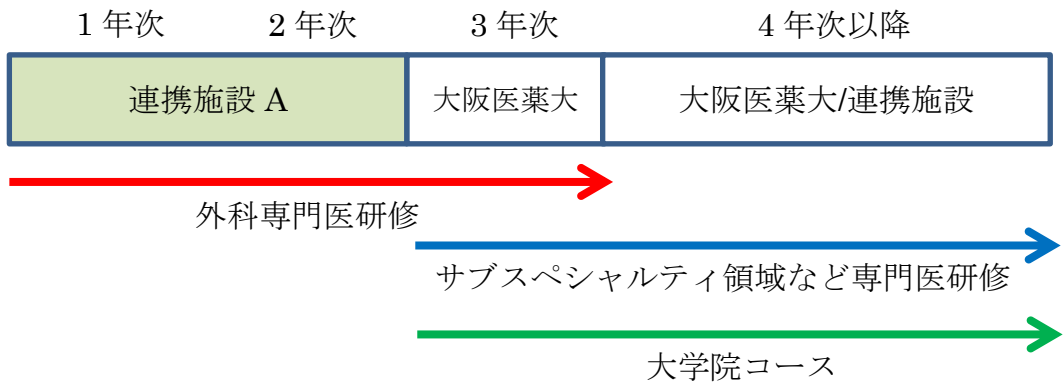 1 年次 2 年次 3 年次 4 年次以降
連携施設 A 大阪医薬大 大阪医薬大/連携施設
外科専門医研修
サブスペシャルティ領域など専門医研修
大学院コース